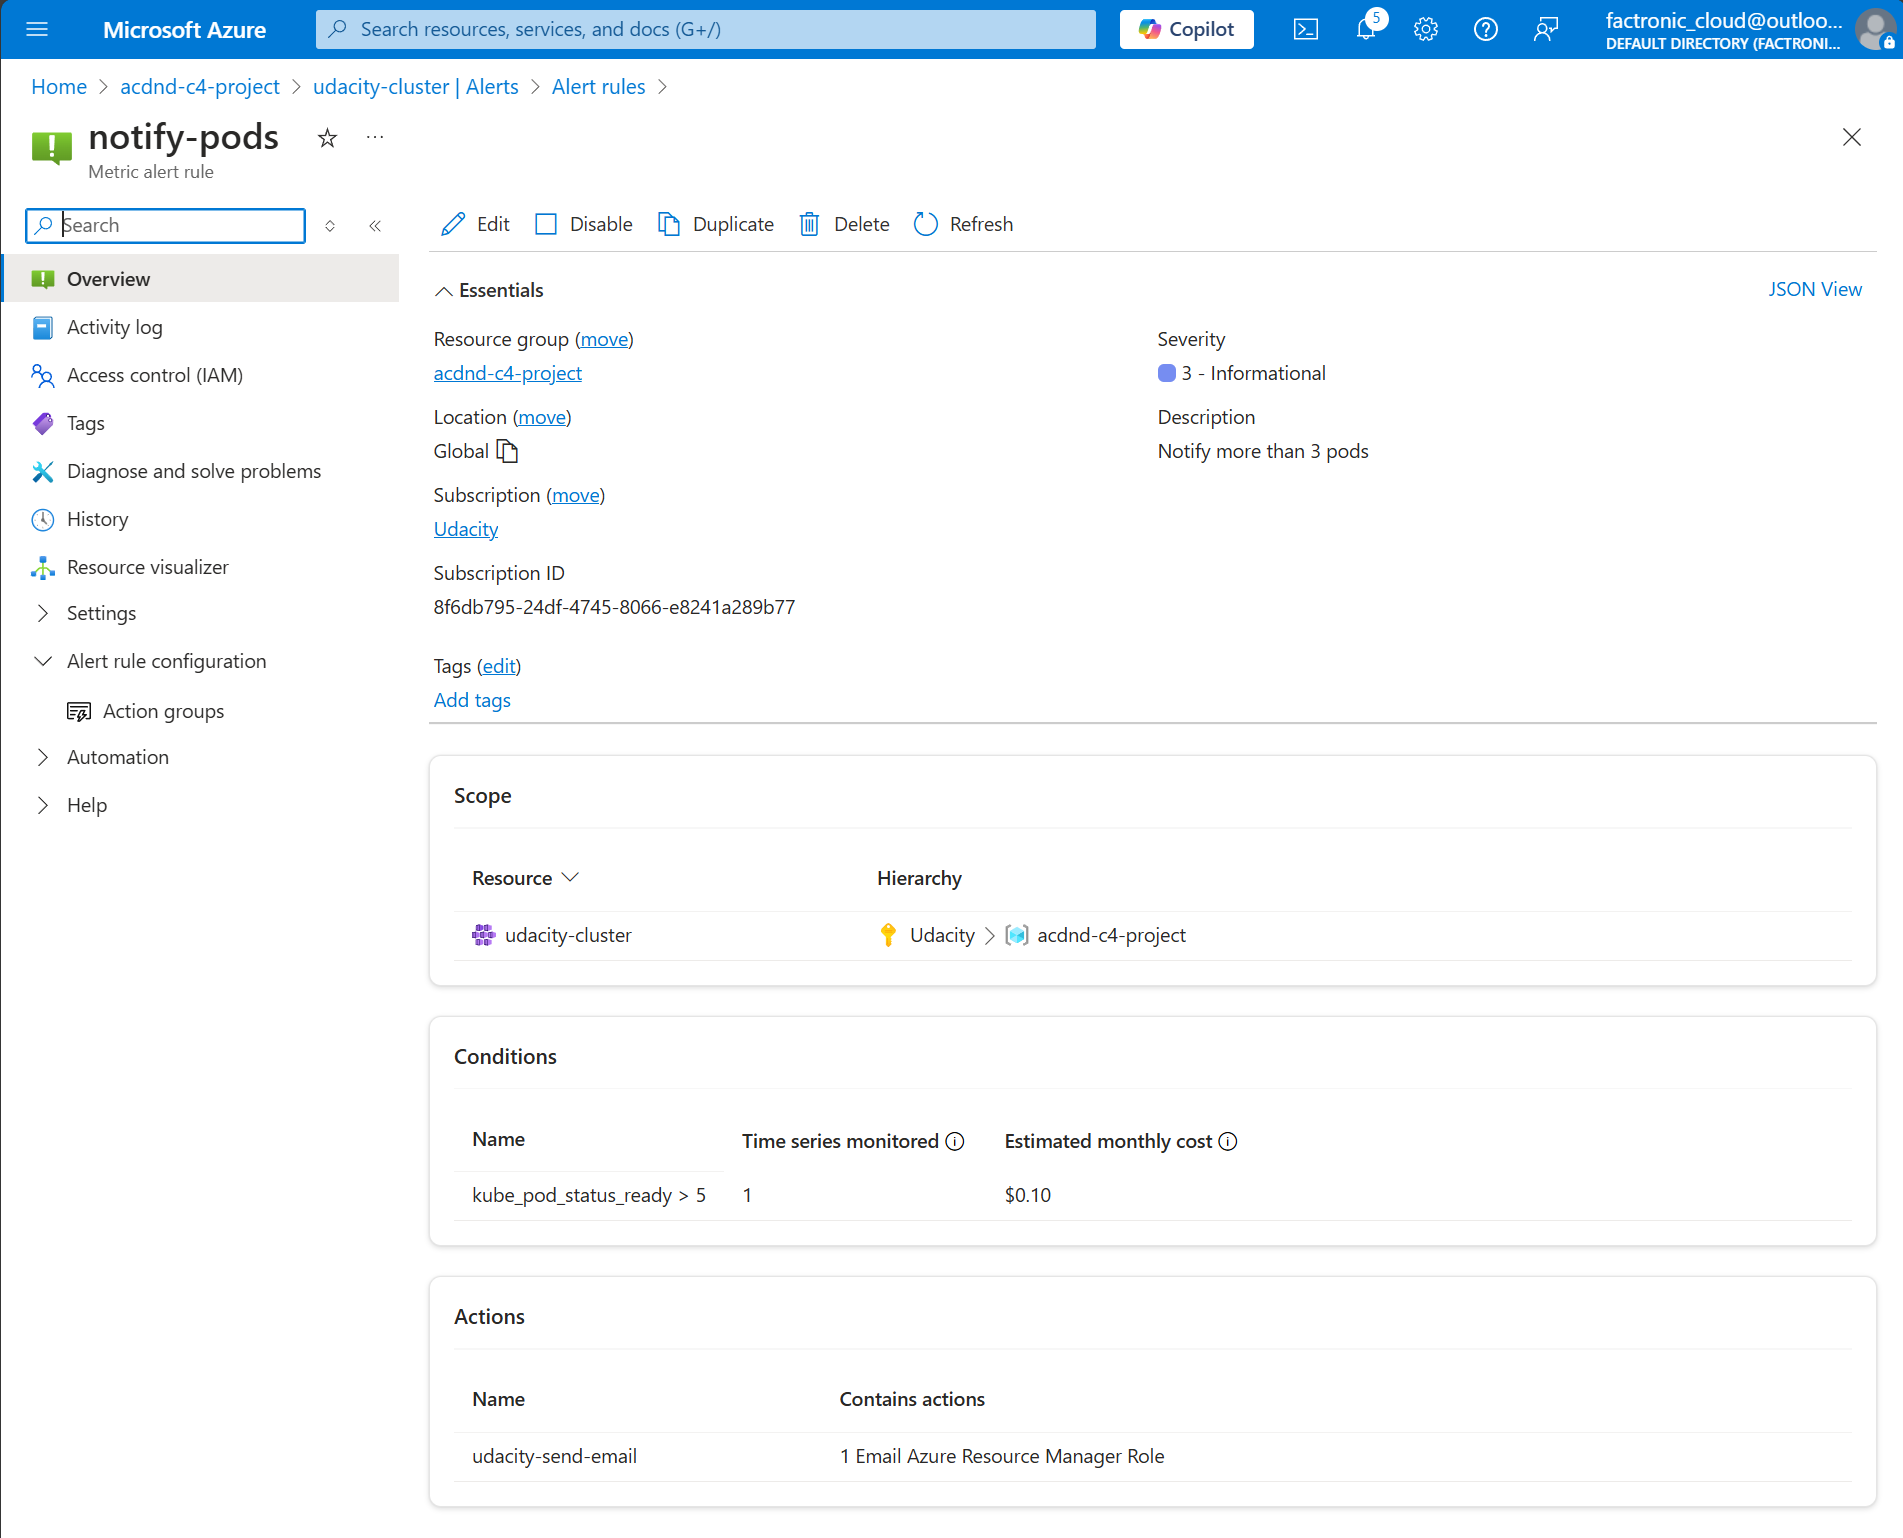 Microsoft Azure
Search resources, services, and docs (G+/)
Copilot
5
factronic_cloud@outloo...
DEFAULT DIRECTORY (FACTRONI...
Home > acdnd-c4-project > udacity-cluster | Alerts > Alert rules >
notify-pods
Metric alert rule
Search
Overview
Activity log
Access control (IAM)
Tags
Diagnose and solve problems
History
Resource visualizer
Settings
Alert rule configuration
Action groups
Automation
Help
Edit Disable Duplicate Delete Refresh
Essentials
JSON View
Resource group (move)
acdnd-c4-project
Location (move)
Global
Subscription (move)
Udacity
Subscription ID
8f6db795-24df-4745-8066-e8241a289b77
Tags (edit)
Add tags
Severity
3 - Informational
Description
Notify more than 3 pods
Scope
Resource Hierarchy
udacity-cluster Udacity > acdnd-c4-project
Conditions
Name Time series monitored Estimated monthly cost
kube_pod_status_ready > 5 1 $0.10
Actions
Name Contains actions
udacity-send-email 1 Email Azure Resource Manager Role